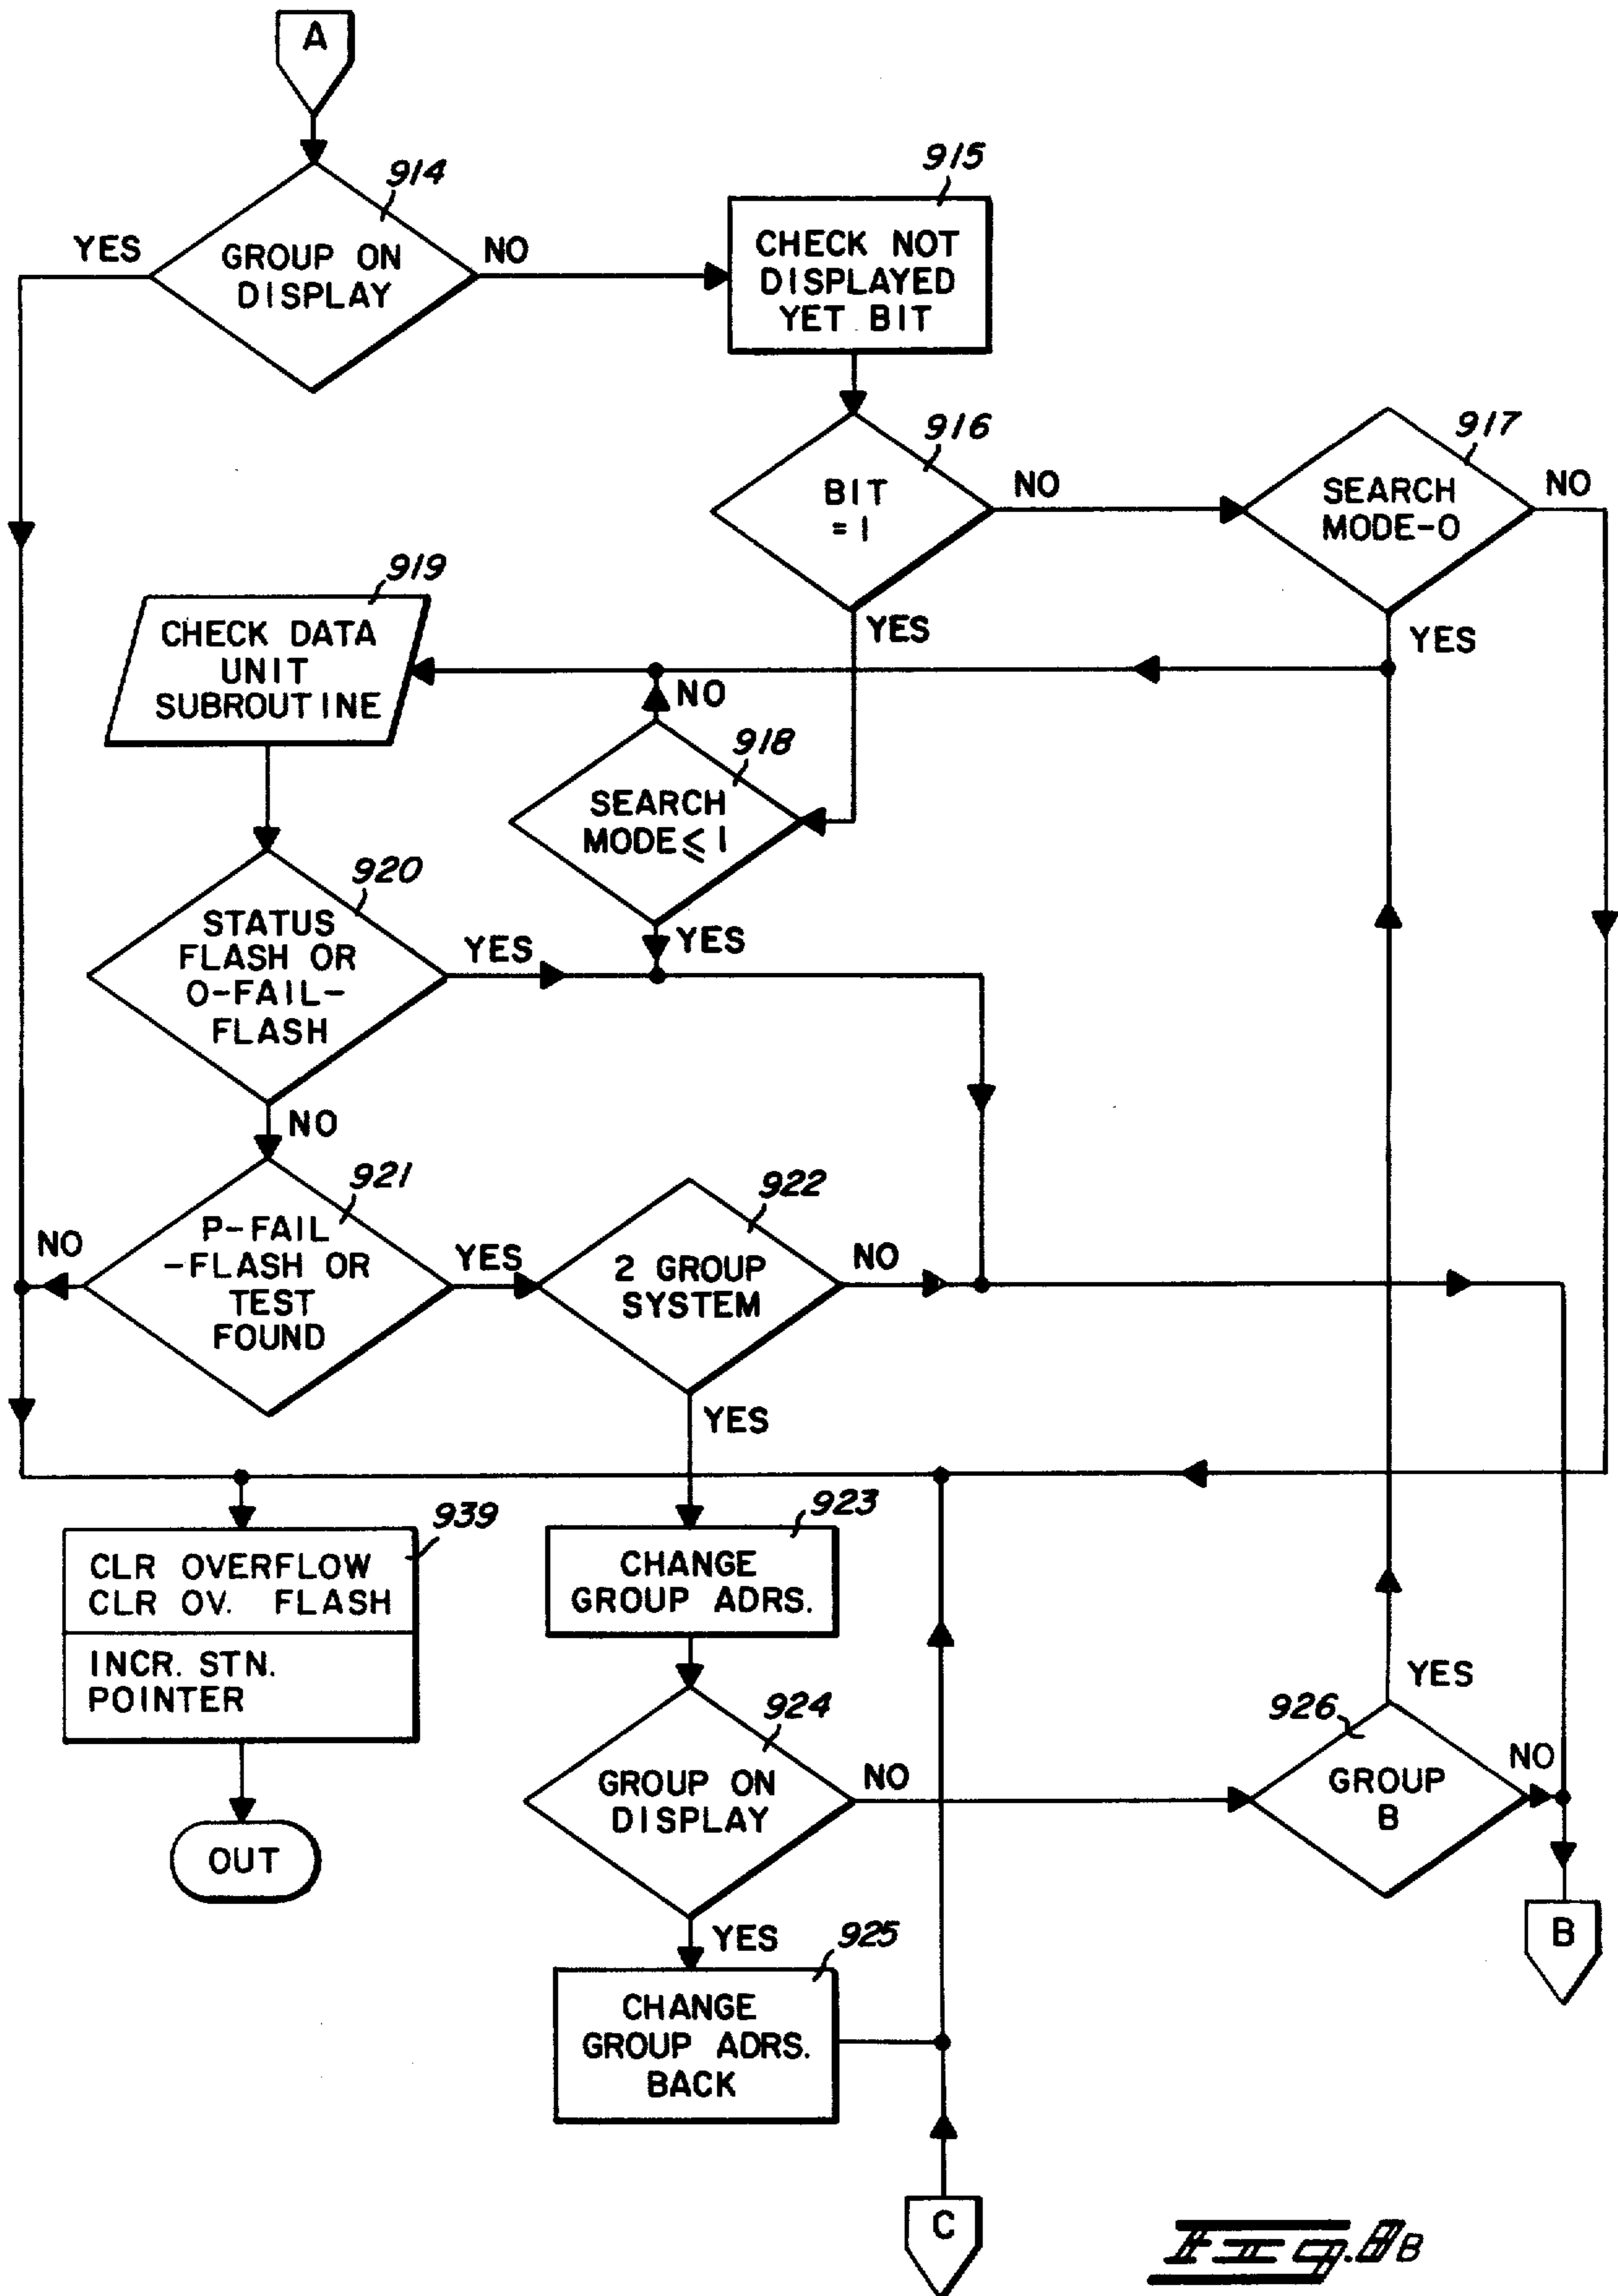 A
914
YES
GROUP ON
DISPLAY
NO
915
CHECK NOT
DISPLAYED
YET BIT
916
BIT
= 1
NO
YES
917
SEARCH
MODE-0
NO
YES
919
CHECK DATA
UNIT
SUBROUTINE
NO
918
SEARCH
MODE ≤ 1
YES
920
STATUS
FLASH OR
O-FAIL-
FLASH
YES
NO
921
NO
P-FAIL
-FLASH OR
TEST
FOUND
YES
922
2 GROUP
SYSTEM
NO
YES
939
CLR OVERFLOW
CLR OV. FLASH
INCR. STN.
POINTER
OUT
923
CHANGE
GROUP ADRS.
924
GROUP ON
DISPLAY
NO
YES
926
GROUP
B
YES
NO
B
925
CHANGE
GROUP ADRS.
BACK
C